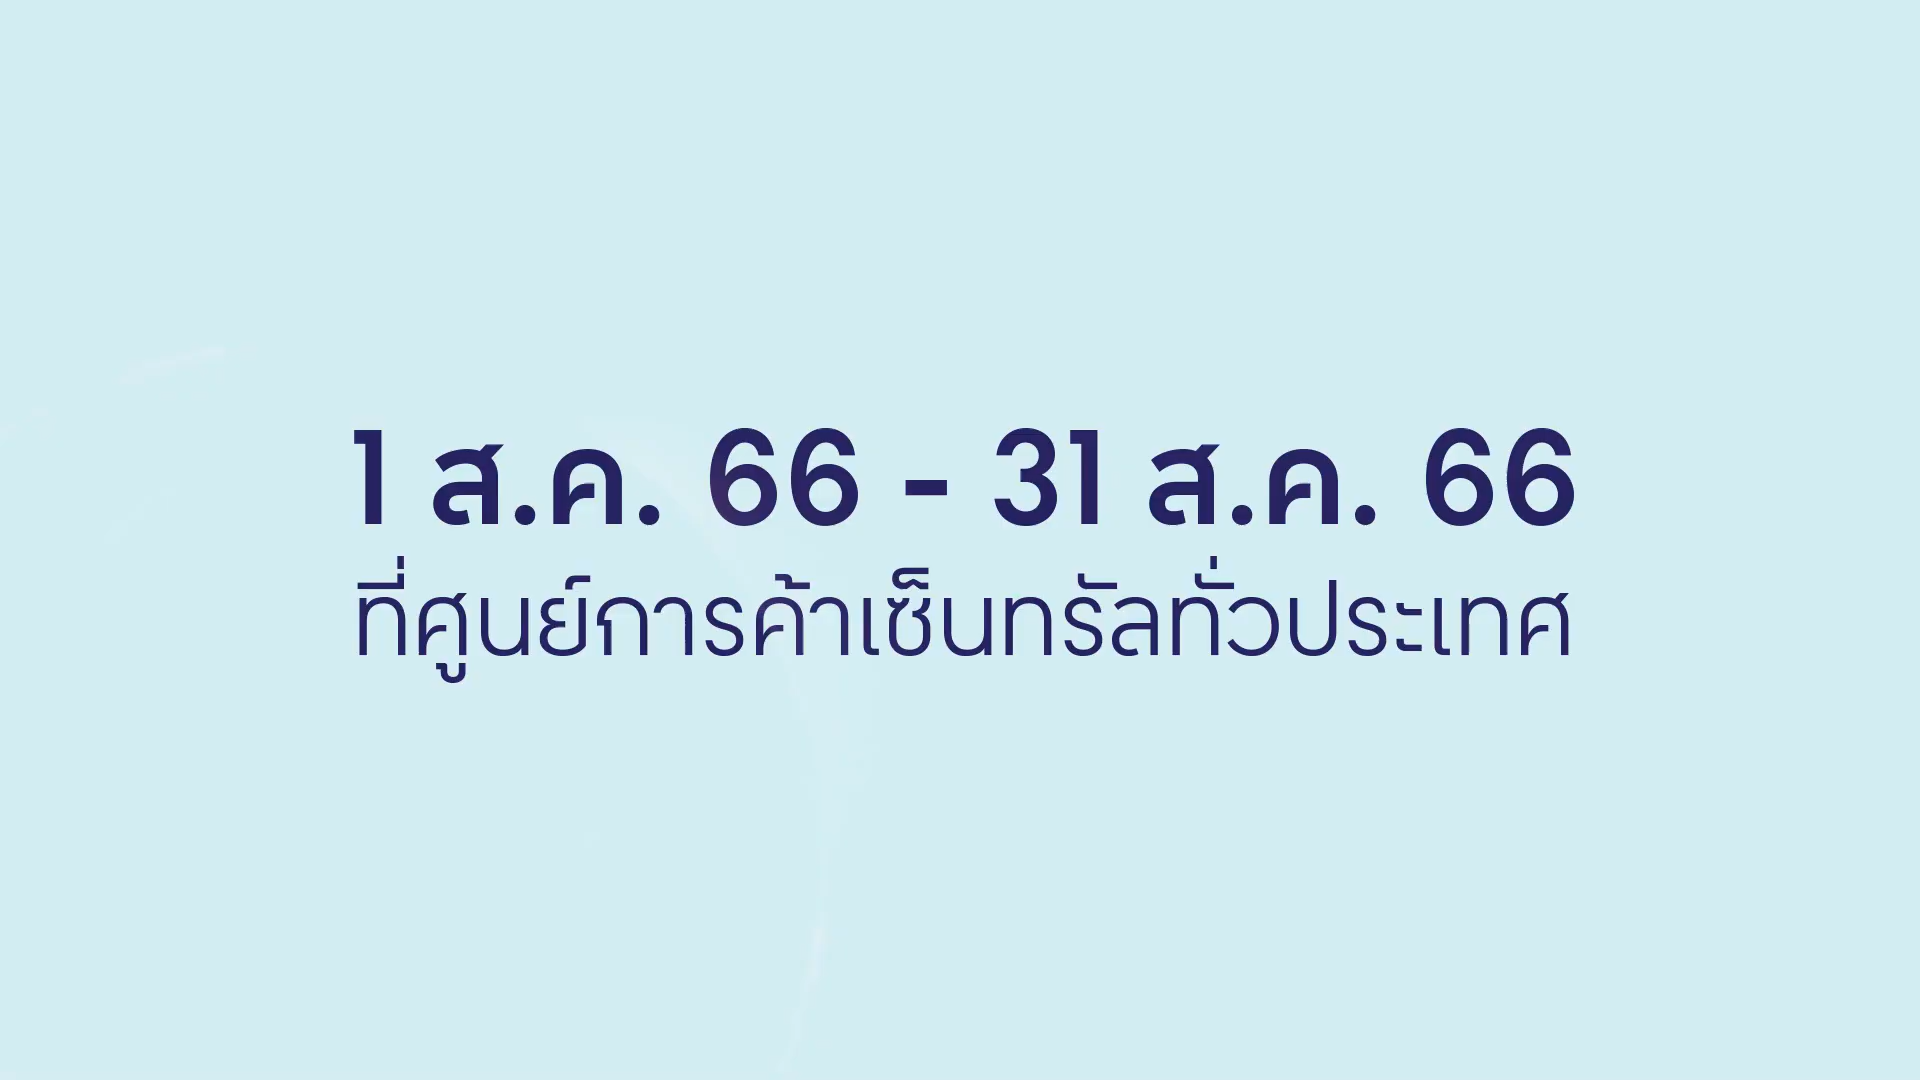 1 ส.ค. 66 - 31 ส.ค. 66
ที่ศูนย์การค้าเซ็นทรัลทั่วประเทศ